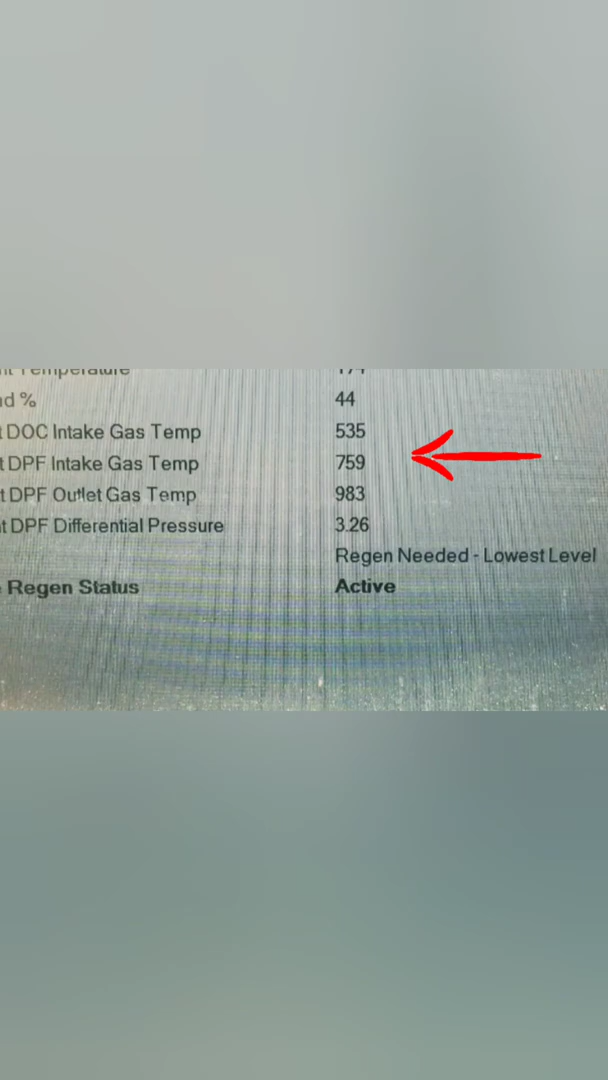 Temperature
d % 44
t DOC Intake Gas Temp 535
t DPF Intake Gas Temp 759
t DPF Outlet Gas Temp 983
t DPF Differential Pressure 3.26
Regen Needed - Lowest Level
Regen Status Active